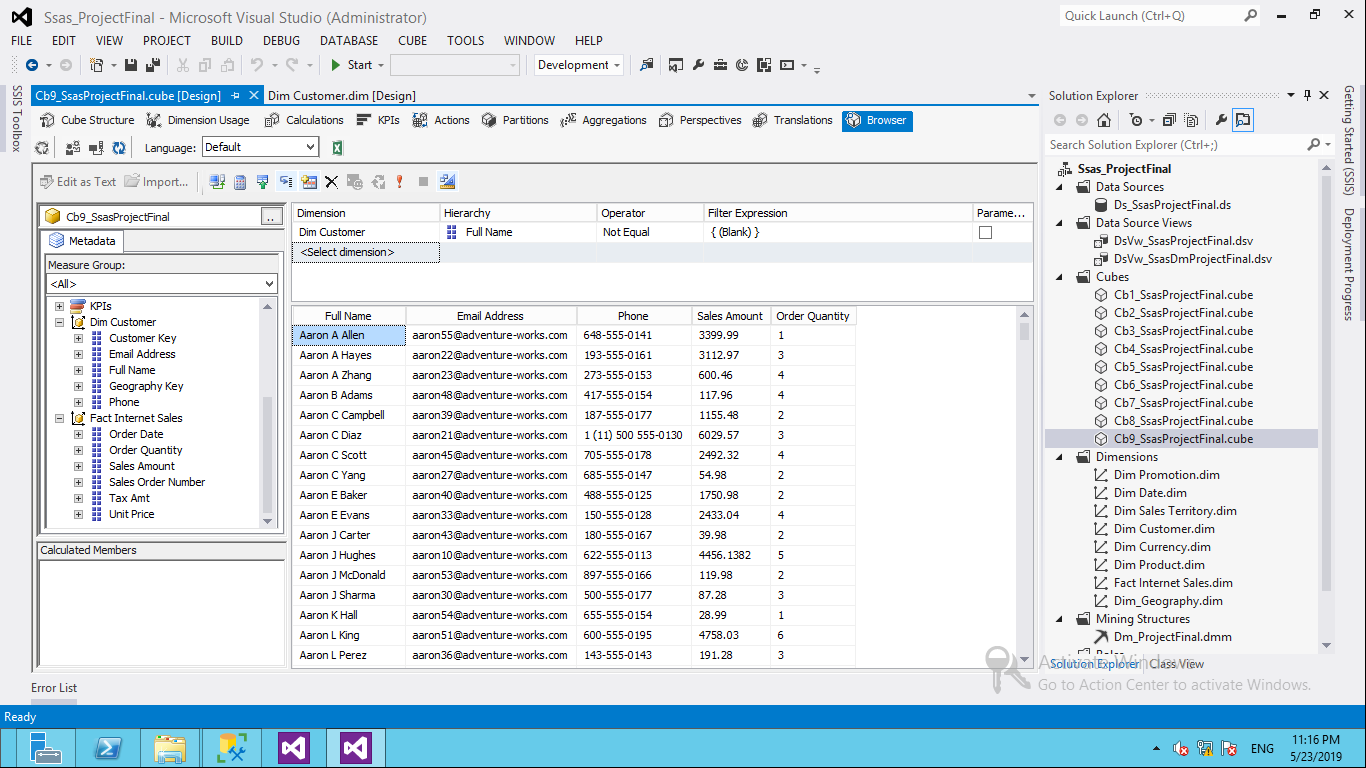 Ssas_ProjectFinal - Microsoft Visual Studio (Administrator)
Quick Launch (Ctrl+Q)
FILE EDIT VIEW PROJECT BUILD DEBUG DATABASE CUBE TOOLS WINDOW HELP
Start Development
SSIS Toolbox
Cb9_SsasProjectFinal.cube [Design] Dim Customer.dim [Design]
Cube Structure Dimension Usage Calculations KPIs Actions Partitions Aggregations Perspectives Translations Browser
Language: Default
Edit as Text Import...
Cb9_SsasProjectFinal ..
Metadata
Measure Group:
<All>
KPIs
Dim Customer
Customer Key
Email Address
Full Name
Geography Key
Phone
Fact Internet Sales
Order Date
Order Quantity
Sales Amount
Sales Order Number
Tax Amt
Unit Price
Calculated Members
Dimension Hierarchy Operator Filter Expression Parame...
Dim Customer Full Name Not Equal { (Blank) }
<Select dimension>
Full Name Email Address Phone Sales Amount Order Quantity
Aaron A Allen aaron55@adventure-works.com 648-555-0141 3399.99 1
Aaron A Hayes aaron22@adventure-works.com 193-555-0161 3112.97 3
Aaron A Zhang aaron23@adventure-works.com 273-555-0153 600.46 4
Aaron B Adams aaron48@adventure-works.com 417-555-0154 117.96 4
Aaron C Campbell aaron39@adventure-works.com 187-555-0177 1155.48 2
Aaron C Diaz aaron21@adventure-works.com 1 (11) 500 555-0130 6029.57 3
Aaron C Scott aaron45@adventure-works.com 705-555-0178 2492.32 4
Aaron C Yang aaron27@adventure-works.com 685-555-0147 54.98 2
Aaron E Baker aaron40@adventure-works.com 488-555-0125 1750.98 2
Aaron E Evans aaron33@adventure-works.com 150-555-0128 2433.04 4
Aaron J Carter aaron43@adventure-works.com 180-555-0167 39.98 2
Aaron J Hughes aaron10@adventure-works.com 622-555-0113 4456.1382 5
Aaron J McDonald aaron53@adventure-works.com 897-555-0166 119.98 2
Aaron J Sharma aaron30@adventure-works.com 500-555-0177 87.28 3
Aaron K Hall aaron54@adventure-works.com 655-555-0154 28.99 1
Aaron L King aaron51@adventure-works.com 600-555-0195 4758.03 6
Aaron L Perez aaron36@adventure-works.com 143-555-0143 191.28 3
Solution Explorer
Search Solution Explorer (Ctrl+;)
Ssas_ProjectFinal
Data Sources
Ds_SsasProjectFinal.ds
Data Source Views
DsVw_SsasProjectFinal.dsv
DsVw_SsasDmProjectFinal.dsv
Cubes
Cb1_SsasProjectFinal.cube
Cb2_SsasProjectFinal.cube
Cb3_SsasProjectFinal.cube
Cb4_SsasProjectFinal.cube
Cb5_SsasProjectFinal.cube
Cb6_SsasProjectFinal.cube
Cb7_SsasProjectFinal.cube
Cb8_SsasProjectFinal.cube
Cb9_SsasProjectFinal.cube
Dimensions
Dim Promotion.dim
Dim Date.dim
Dim Sales Territory.dim
Dim Customer.dim
Dim Currency.dim
Dim Product.dim
Fact Internet Sales.dim
Dim_Geography.dim
Mining Structures
Dm_ProjectFinal.dmm
Solution Explorer Class View
Activate Windows
Go to Action Center to activate Windows.
Getting Started (SSIS)
Deployment Progress
Error List
Ready
ENG
11:16 PM
5/23/2019